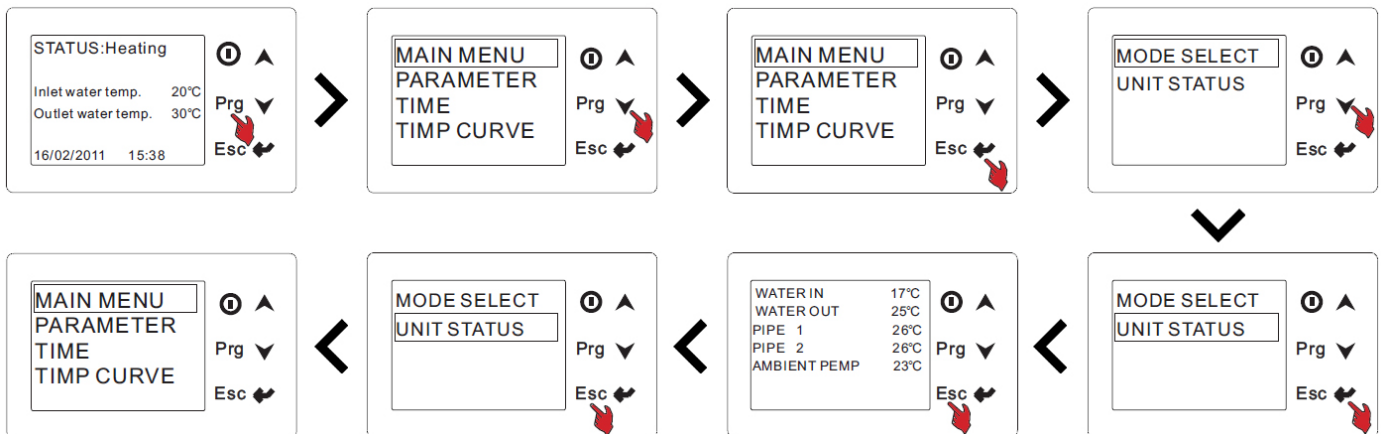 STATUS:Heating
Inlet water temp. 20℃
Outlet water temp. 30℃
16/02/2011 15:38
Prg
Esc
MAIN MENU
PARAMETER
TIME
TIMP CURVE
Prg
Esc
MAIN MENU
PARAMETER
TIME
TIMP CURVE
Prg
Esc
MODE SELECT
UNIT STATUS
Prg
Esc
MAIN MENU
PARAMETER
TIME
TIMP CURVE
Prg
Esc
MODE SELECT
UNIT STATUS
Prg
Esc
WATER IN 17℃
WATER OUT 25℃
PIPE 1 26℃
PIPE 2 26℃
AMBIENT PEMP 23℃
Prg
Esc
MODE SELECT
UNIT STATUS
Prg
Esc